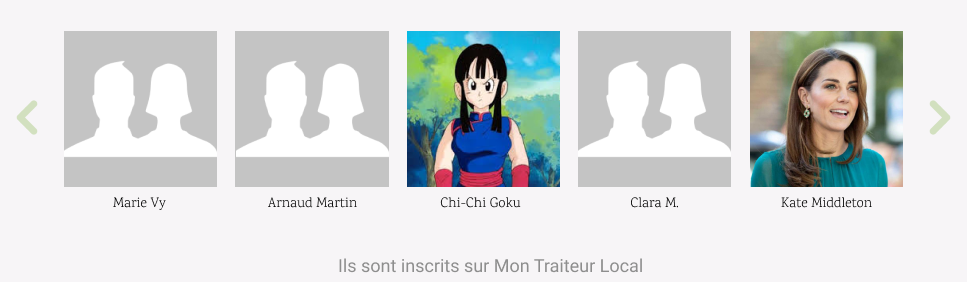 Marie Vy
Arnaud Martin
Chi-Chi Goku
Clara M.
Kate Middleton
Ils sont inscrits sur Mon Traiteur Local